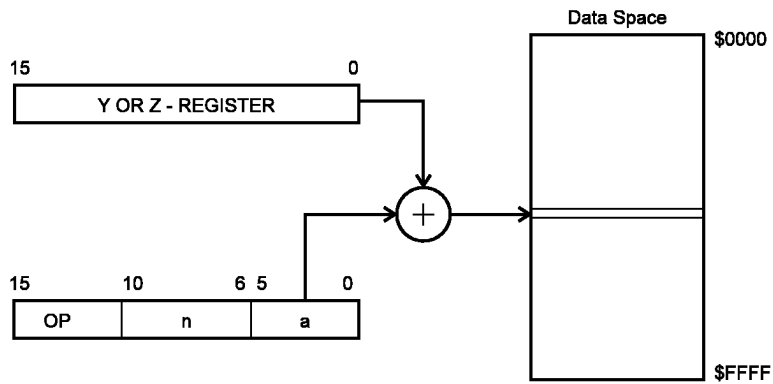 Data Space
$0000
15 0
Y OR Z - REGISTER
+
15 10 6 5 0
OP n a
$FFFF